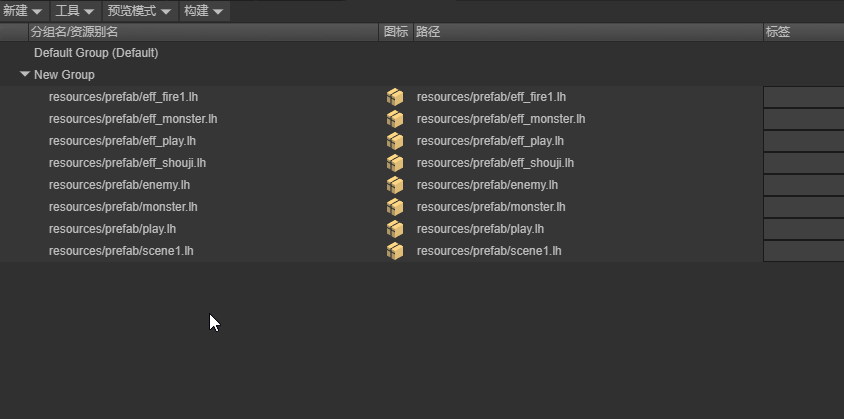 新建 工具 预览模式 构建
分组名/资源别名 图标 路径 标签
Default Group (Default)
New Group
resources/prefab/eff_fire1.lh resources/prefab/eff_fire1.lh
resources/prefab/eff_monster.lh resources/prefab/eff_monster.lh
resources/prefab/eff_play.lh resources/prefab/eff_play.lh
resources/prefab/eff_shouji.lh resources/prefab/eff_shouji.lh
resources/prefab/enemy.lh resources/prefab/enemy.lh
resources/prefab/monster.lh resources/prefab/monster.lh
resources/prefab/play.lh resources/prefab/play.lh
resources/prefab/scene1.lh resources/prefab/scene1.lh